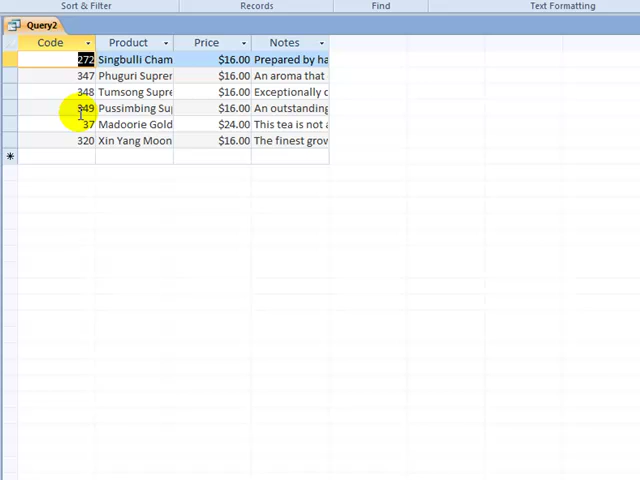 Sort & Filter Records Find Text Formatting
Query2
Code Product Price Notes
272 Singbulli Cham $16.00 Prepared by ha
347 Phuguri Suprer $16.00 An aroma that
348 Tumsong Supre $16.00 Exceptionally c
349 Pussimbing Sup $16.00 An outstanding
37 Madoorie Gold $24.00 This tea is not a
320 Xin Yang Moon $16.00 The finest grow